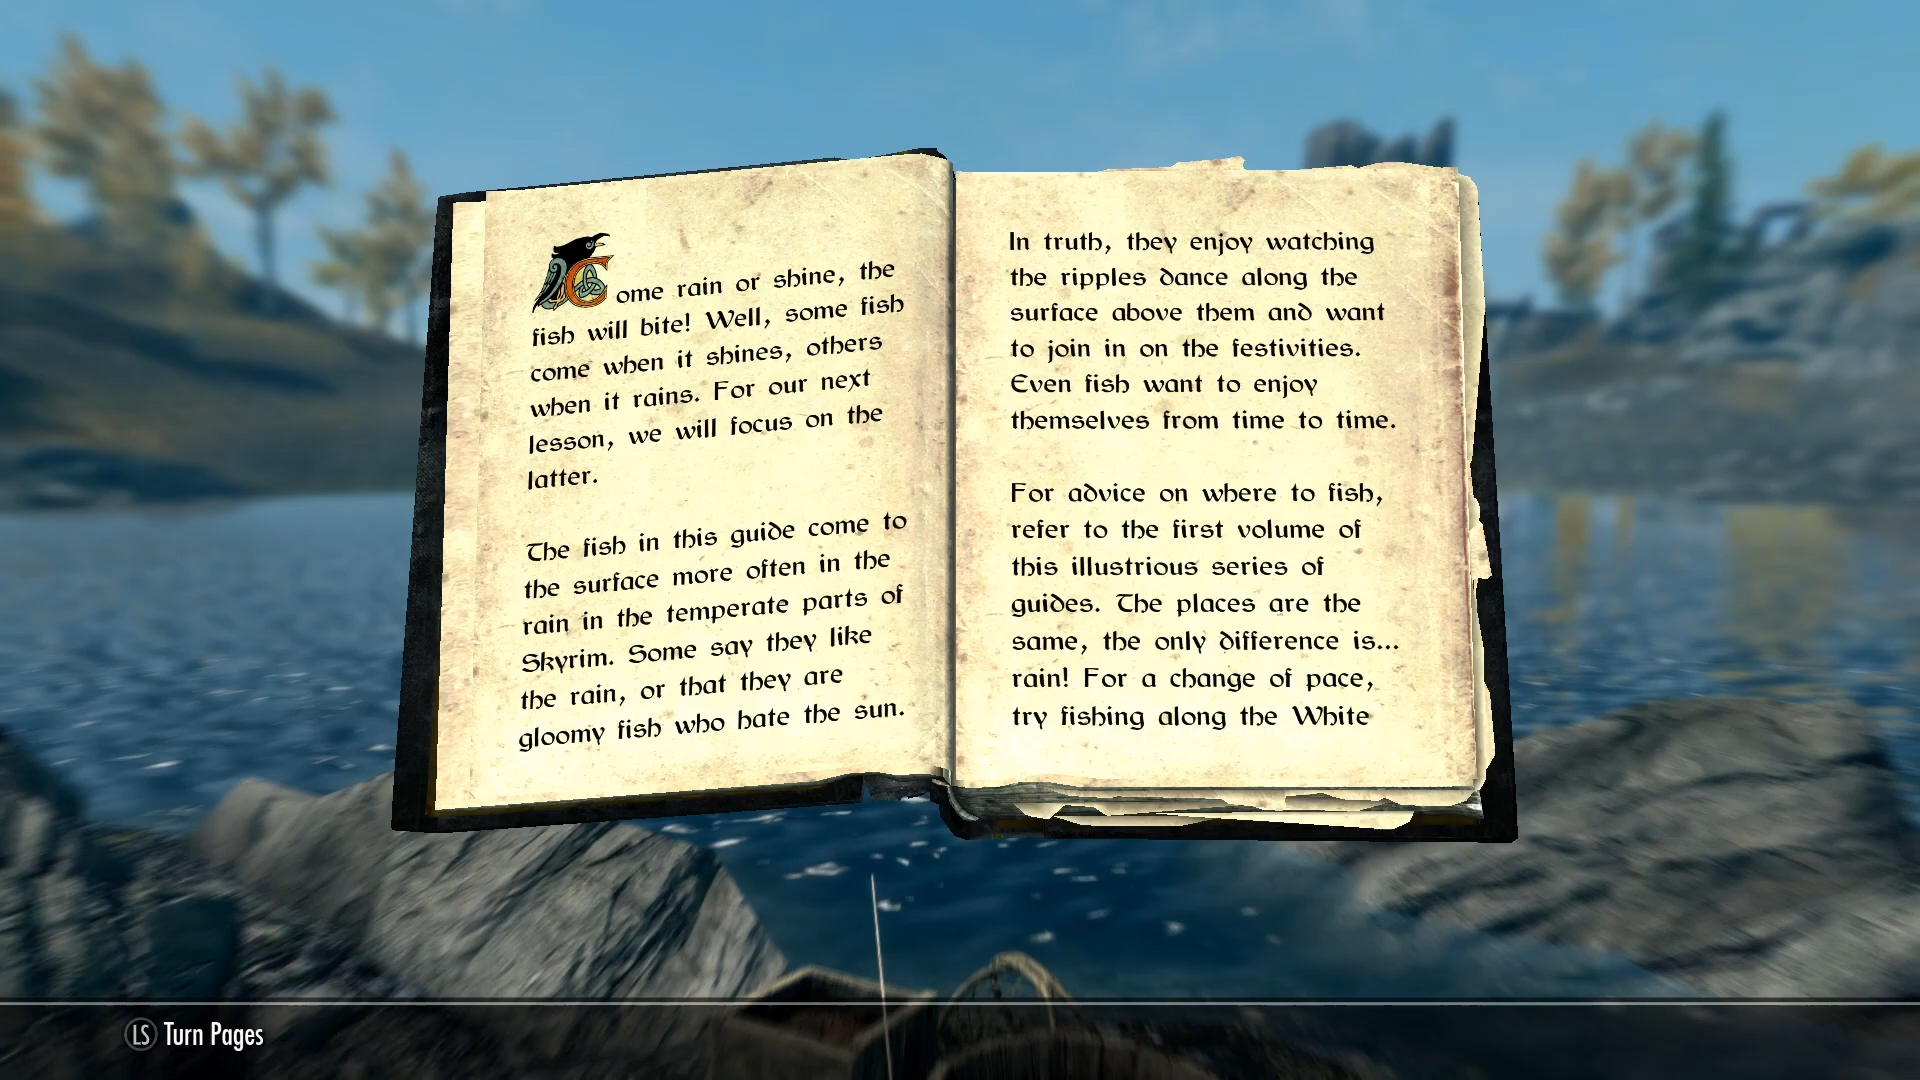 Come rain or shine, the
fish will bite! Well, some fish
come when it shines, others
when it rains. For our next
lesson, we will focus on the
latter.
The fish in this guide come to
the surface more often in the
rain in the temperate parts of
Skyrim. Some say they like
the rain, or that they are
gloomy fish who hate the sun.
In truth, they enjoy watching
the ripples dance along the
surface above them and want
to join in on the festivities.
Even fish want to enjoy
themselves from time to time.
For advice on where to fish,
refer to the first volume of
this illustrious series of
guides. The places are the
same, the only difference is...
rain! For a change of pace,
try fishing along the White
LS Turn Pages